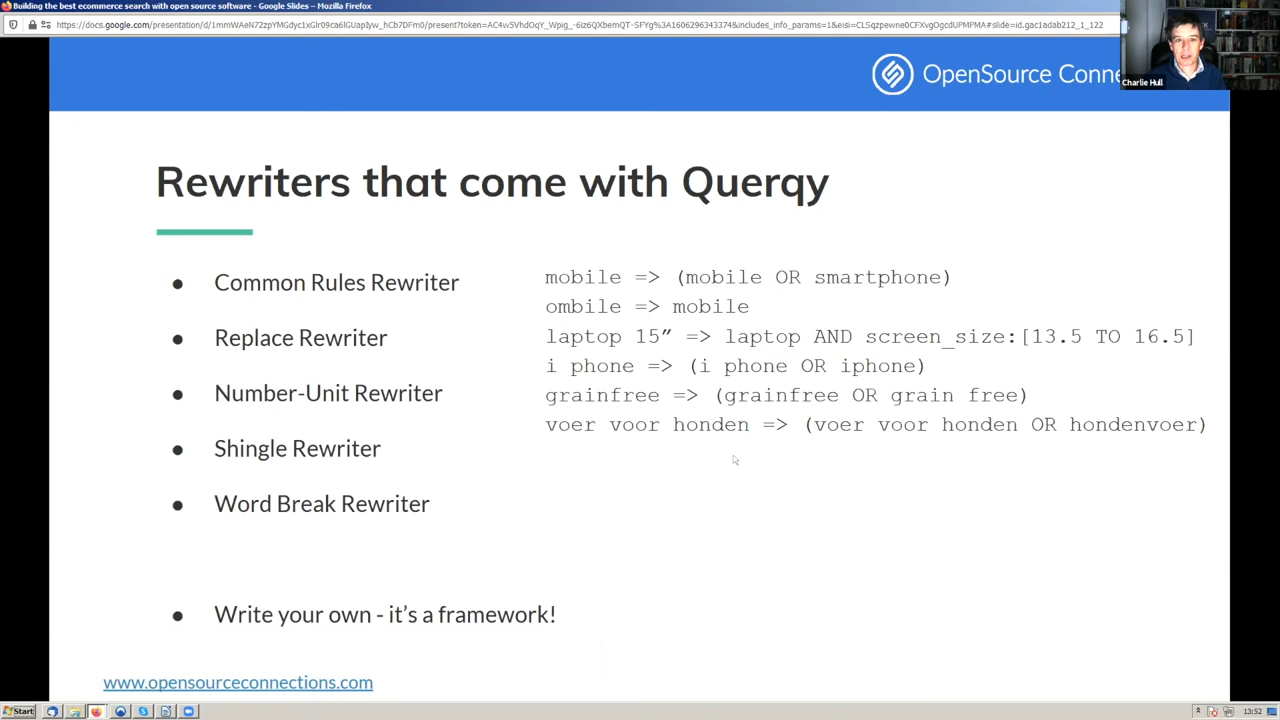 Building the best ecommerce search with open source software - Google Slides - Mozilla Firefox
OpenSource Conne
Charlie Hull
Rewriters that come with Querqy
● Common Rules Rewriter
● Replace Rewriter
● Number-Unit Rewriter
● Shingle Rewriter
● Word Break Rewriter
● Write your own - it's a framework!
mobile => (mobile OR smartphone)
ombile => mobile
laptop 15″ => laptop AND screen_size:[13.5 TO 16.5]
i phone => (i phone OR iphone)
grainfree => (grainfree OR grain free)
voer voor honden => (voer voor honden OR hondenvoer)
www.opensourceconnections.com
Start
13:52